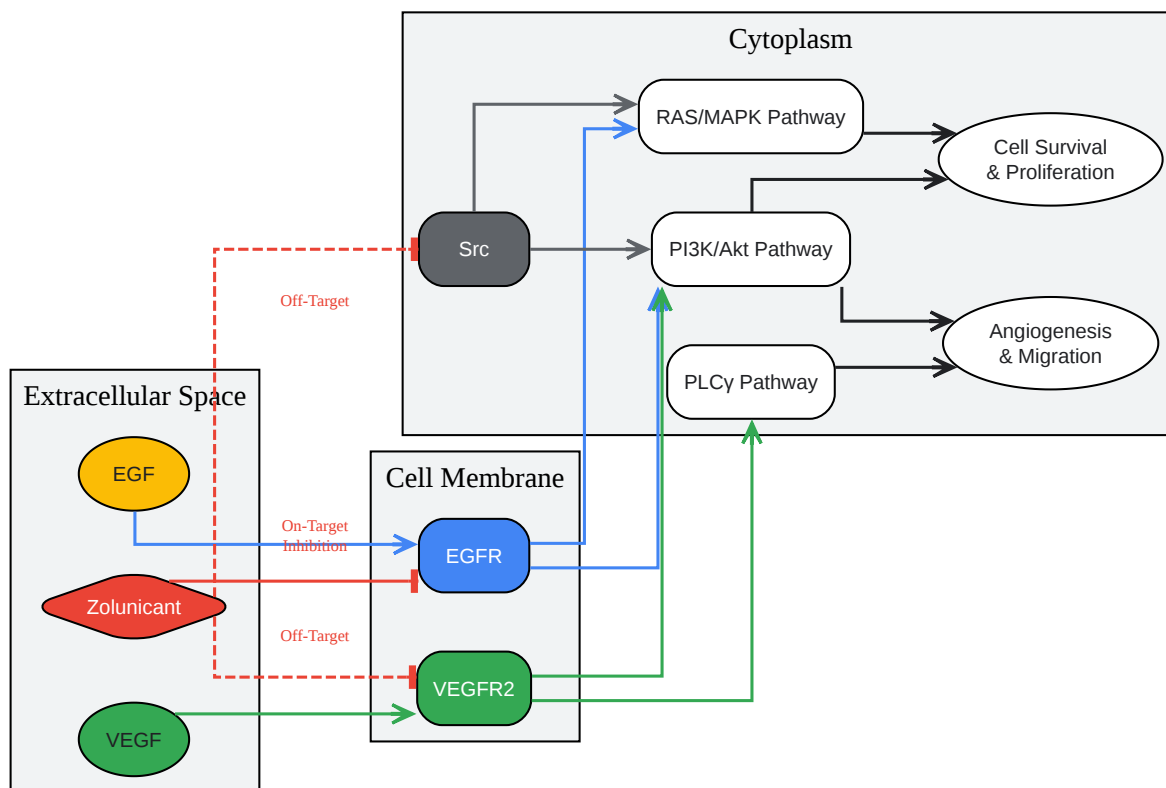 Cytoplasm
RAS/MAPK Pathway
Cell Survival
& Proliferation
Src
PI3K/Akt Pathway
Off-Target
Angiogenesis
& Migration
PLCγ Pathway
Extracellular Space
EGF
Cell Membrane
On-Target
Inhibition
EGFR
Zolunicant
Off-Target
VEGFR2
VEGF